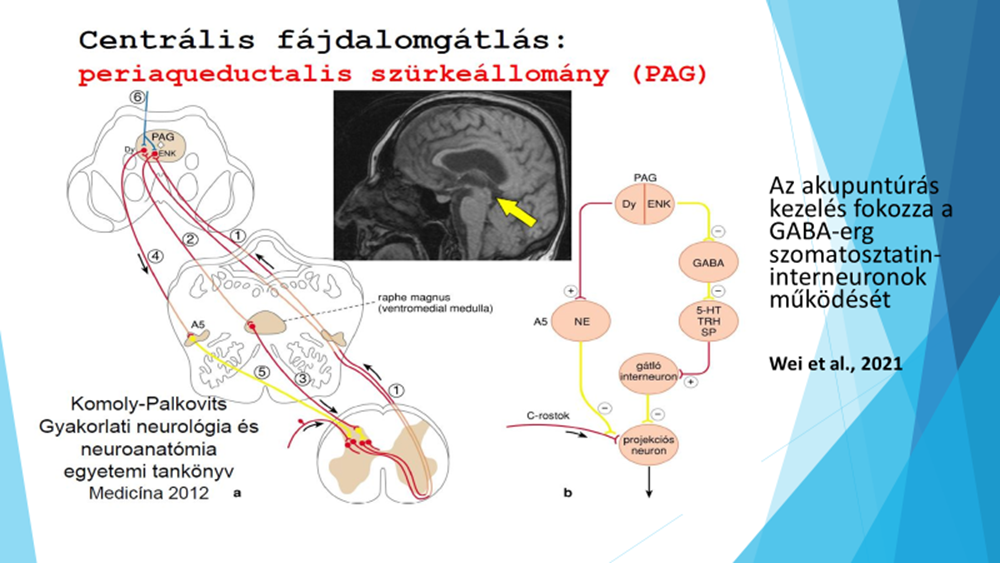 Centrális fájdalomgátlás:
periaqueductalis szürkeállomány (PAG)
6
PAG
Dy
ENK
1
2
4
raphe magnus
(ventromedial medulla)
A5
3
5
1
Komoly-Palkovits
Gyakorlati neurológia és
neuroanatómia
egyetemi tankönyv
Medicína 2012
a
PAG
Dy
ENK
−
GABA
−
+
A5
NE
5-HT
TRH
SP
gátló
interneuron
+
−
−
C-rostok
projekciós
neuron
b
Az akupuntúrás
kezelés fokozza a
GABA-erg
szomatosztatin-
interneuronok
működését
Wei et al., 2021